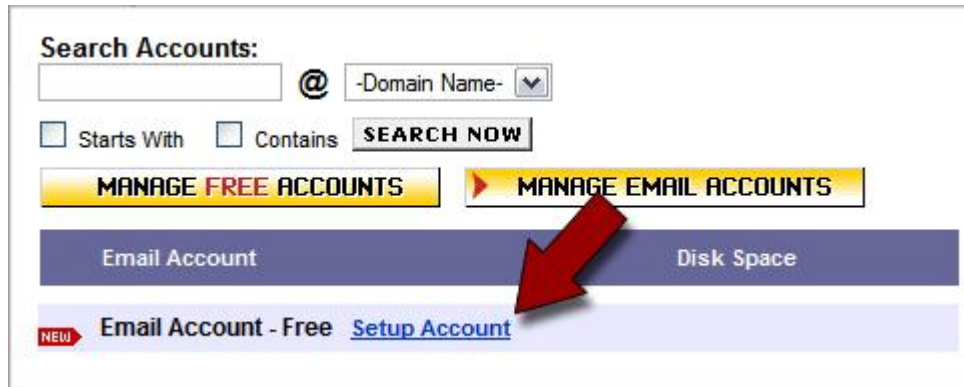 Search Accounts:
@ -Domain Name-
Starts With Contains SEARCH NOW
MANAGE FREE ACCOUNTS MANAGE EMAIL ACCOUNTS
Email Account Disk Space
NEW Email Account - Free Setup Account